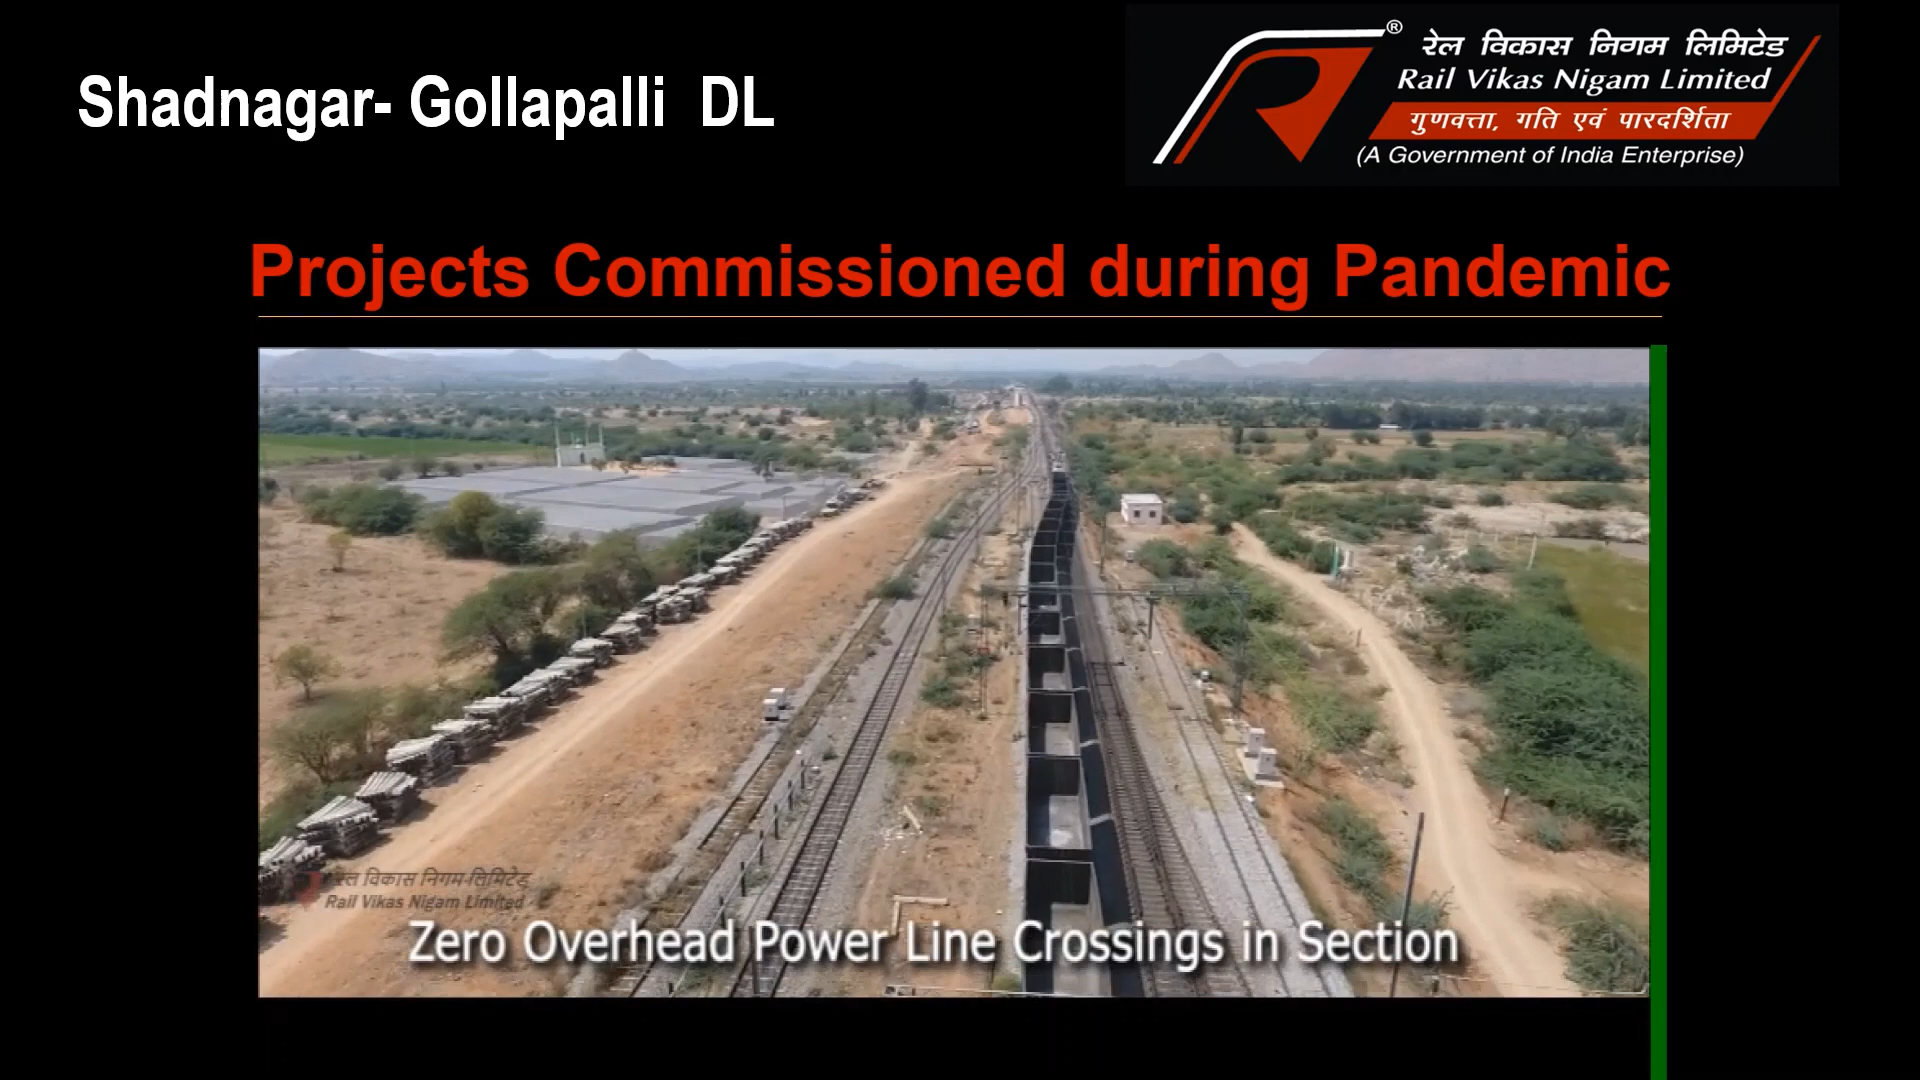 Shadnagar- Gollapalli DL
®
रेल विकास निगम लिमिटेड
Rail Vikas Nigam Limited
गुणवत्ता, गति एवं पारदर्शिता
(A Government of India Enterprise)
Projects Commissioned during Pandemic
रेल विकास निगम लिमिटेड
Rail Vikas Nigam Limited
Zero Overhead Power Line Crossings in Section